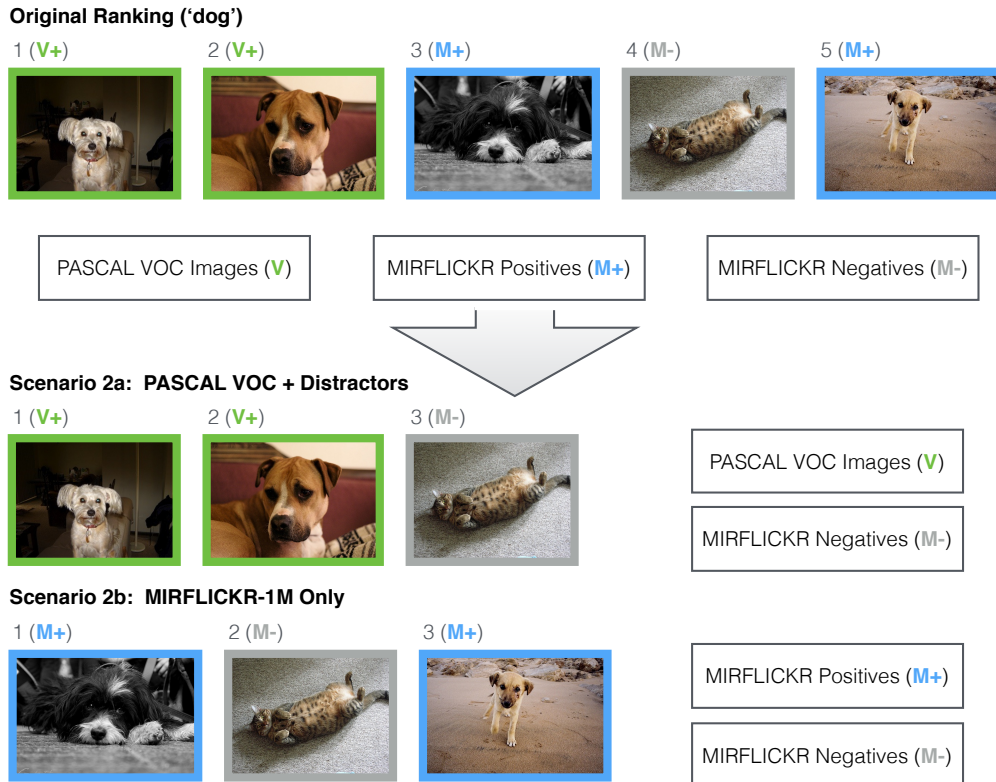 Original Ranking (‘dog’)
1 (V+) 2 (V+) 3 (M+) 4 (M-) 5 (M+)
PASCAL VOC Images (V) MIRFLICKR Positives (M+) MIRFLICKR Negatives (M-)
Scenario 2a: PASCAL VOC + Distractors
1 (V+) 2 (V+) 3 (M-)
PASCAL VOC Images (V)
MIRFLICKR Negatives (M-)
Scenario 2b: MIRFLICKR-1M Only
1 (M+) 2 (M-) 3 (M+)
MIRFLICKR Positives (M+)
MIRFLICKR Negatives (M-)